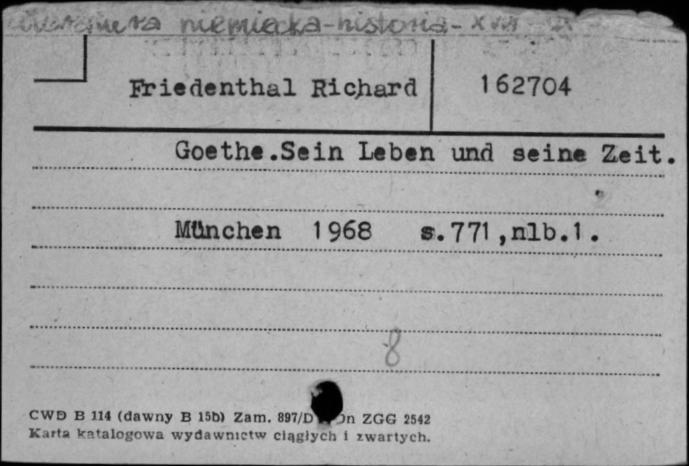 niemiecka-historia-XVIII
Friedenthal Richard 162704
Goethe.Sein Leben und seine Zeit.
München 1968 s.771,nlb.1.
8
CWD B 114 (dawny B 15b) Zam. 897/D ZGG 2542
Karta katalogowa wydawnictw ciągłych i zwartych.